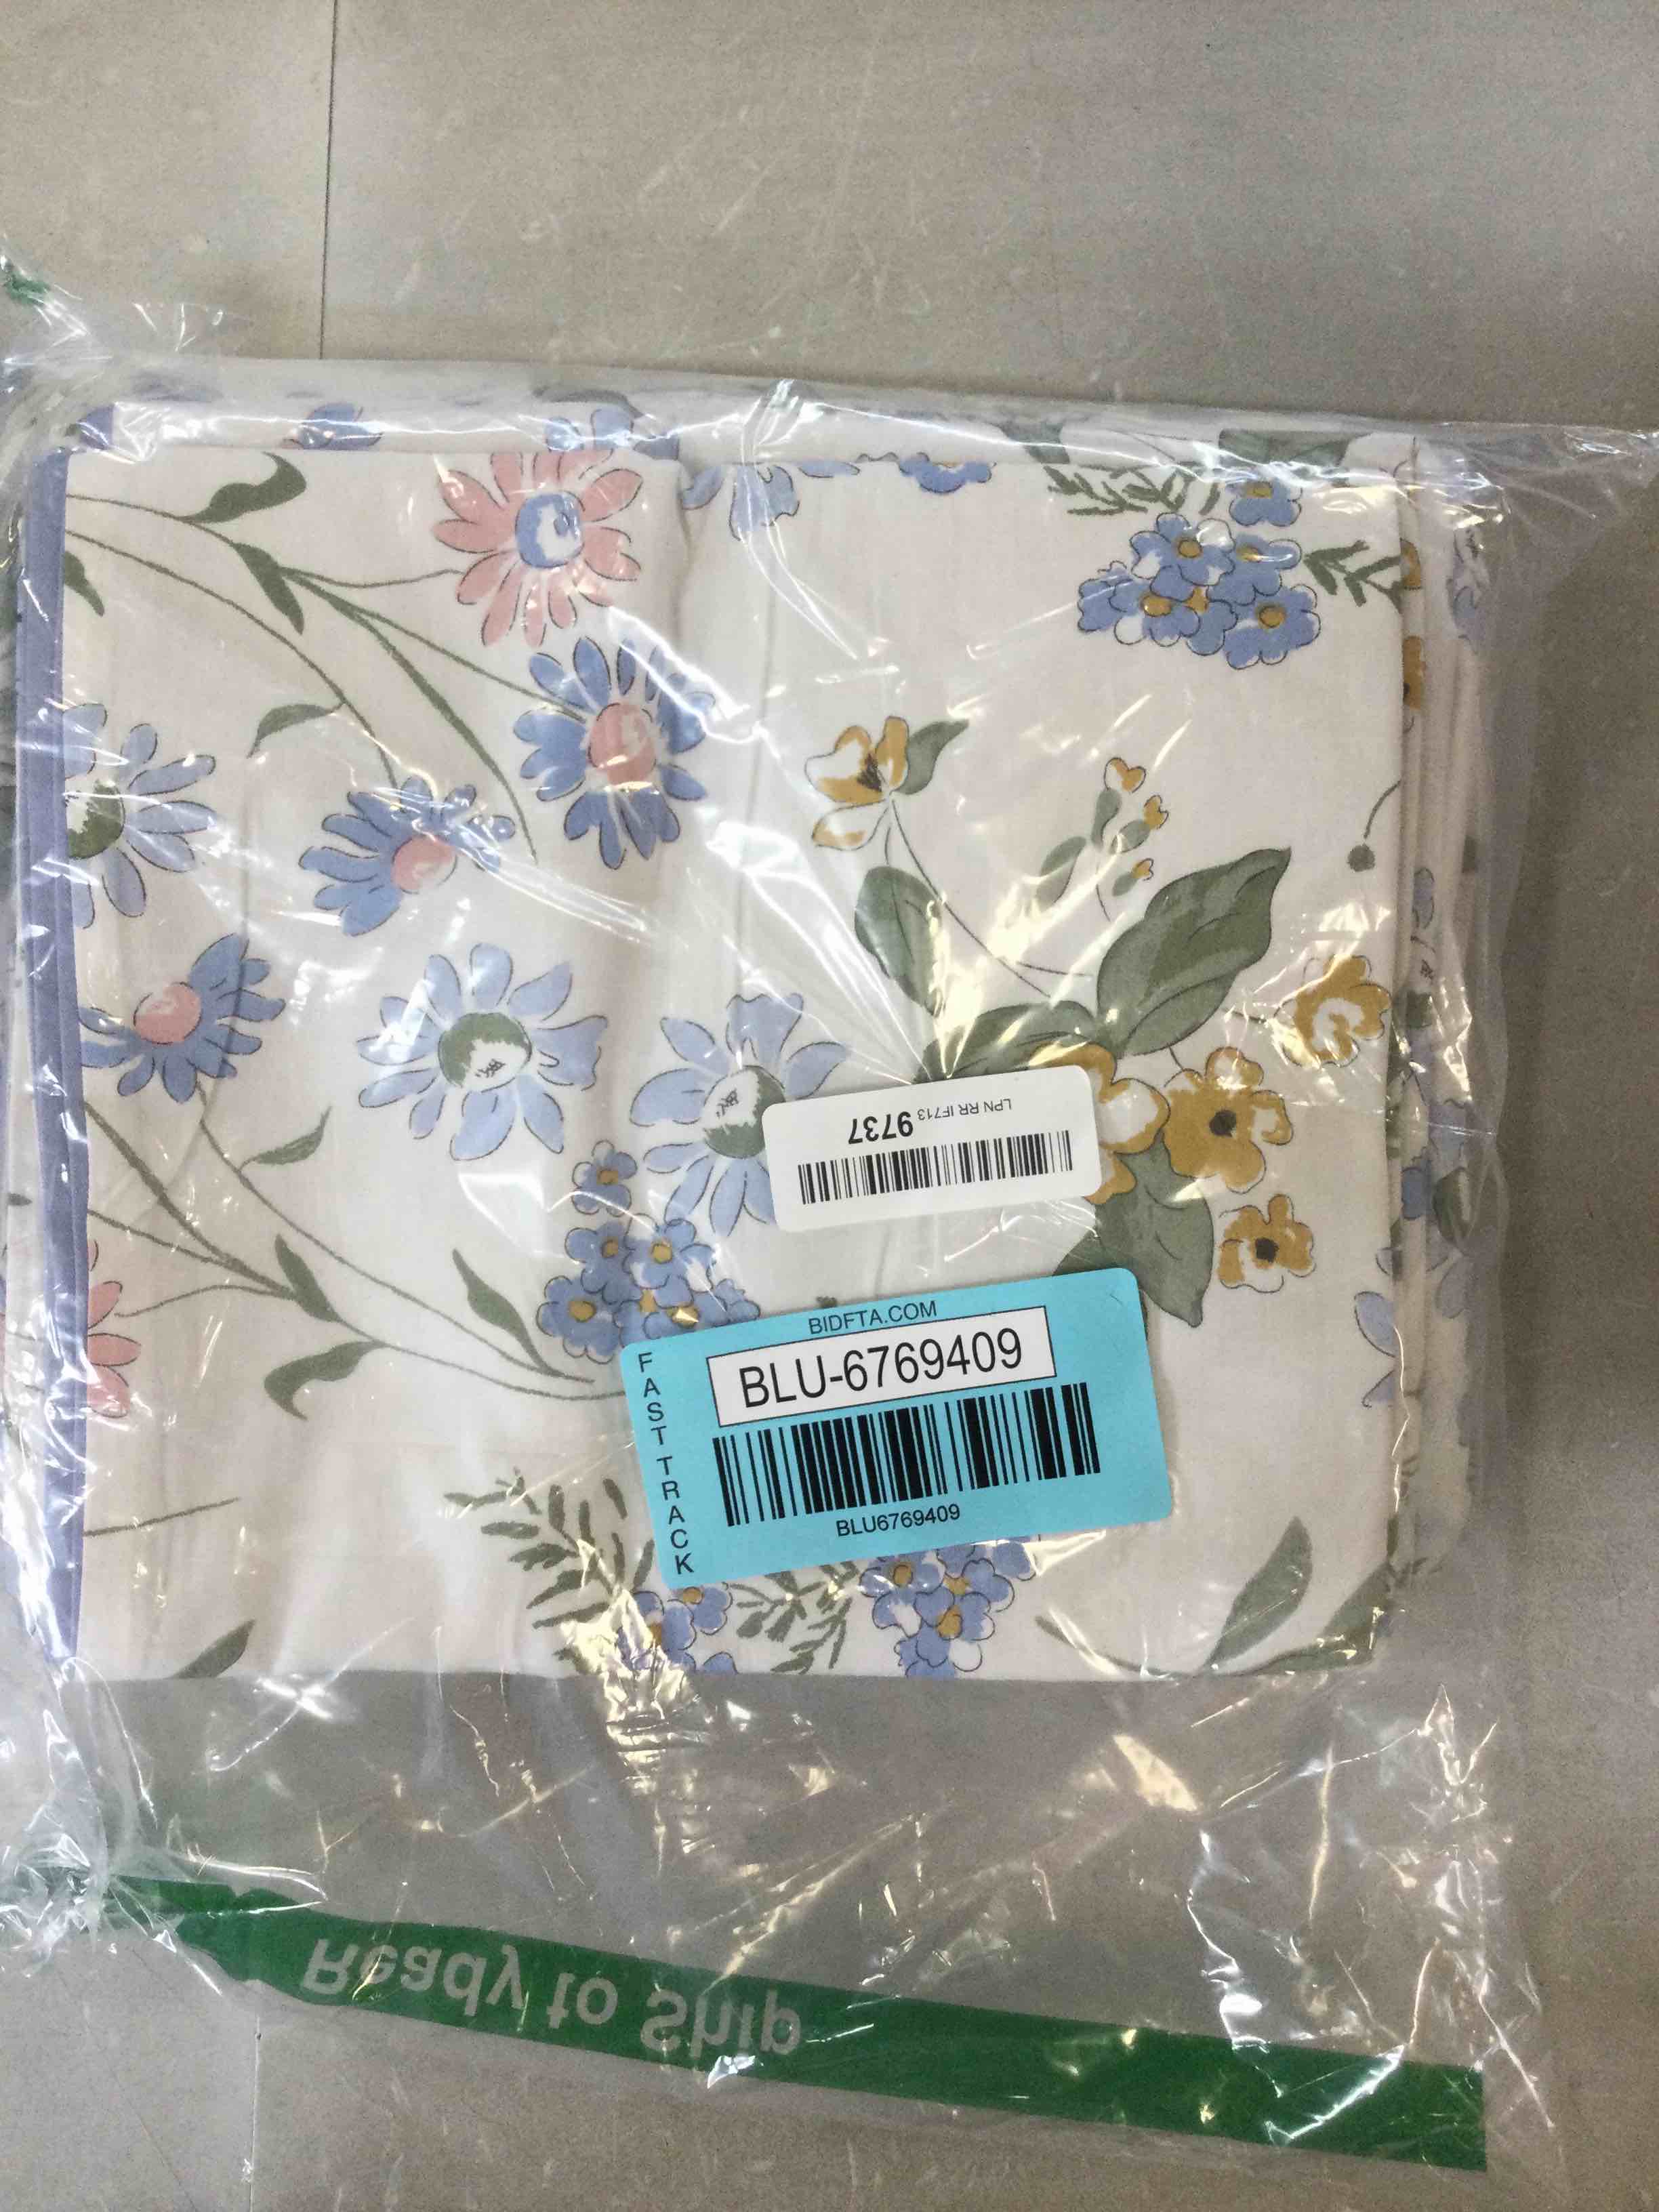 LPN RR IF713 9737
BIDFTA.COM
BLU-6769409
FAST TRACK
BLU6769409
Ready to Ship